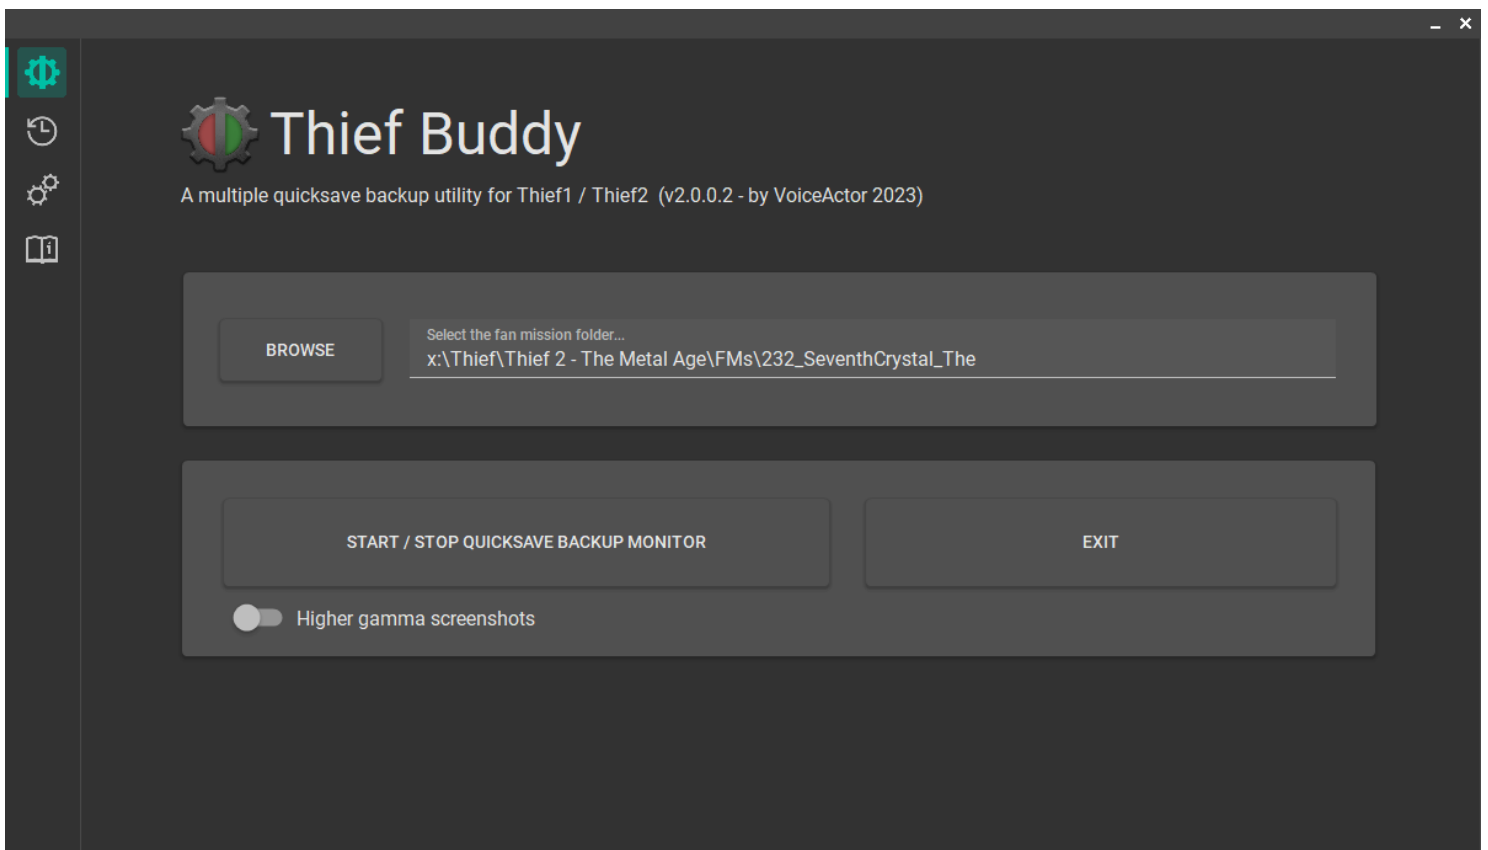 Thief Buddy
A multiple quicksave backup utility for Thief1 / Thief2 (v2.0.0.2 - by VoiceActor 2023)
BROWSE
Select the fan mission folder...
x:\Thief\Thief 2 - The Metal Age\FMs\232_SeventhCrystal_The
START / STOP QUICKSAVE BACKUP MONITOR
EXIT
Higher gamma screenshots